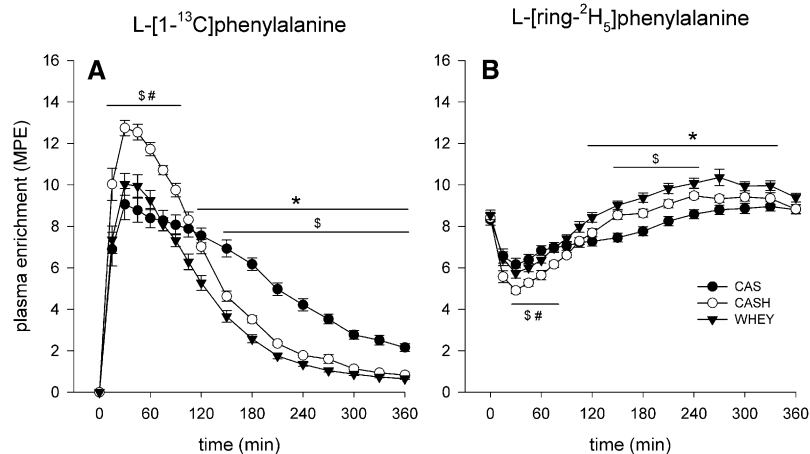 L-[1-¹³C]phenylalanine
L-[ring-²H₅]phenylalanine
A
B
plasma enrichment (MPE)
16
14
12
10
8
6
4
2
0
$ #
*
$
0 60 120 180 240 300 360
time (min)
16
14
12
10
8
6
4
2
0
*
$
$ #
CAS
CASH
WHEY
0 60 120 180 240 300 360
time (min)